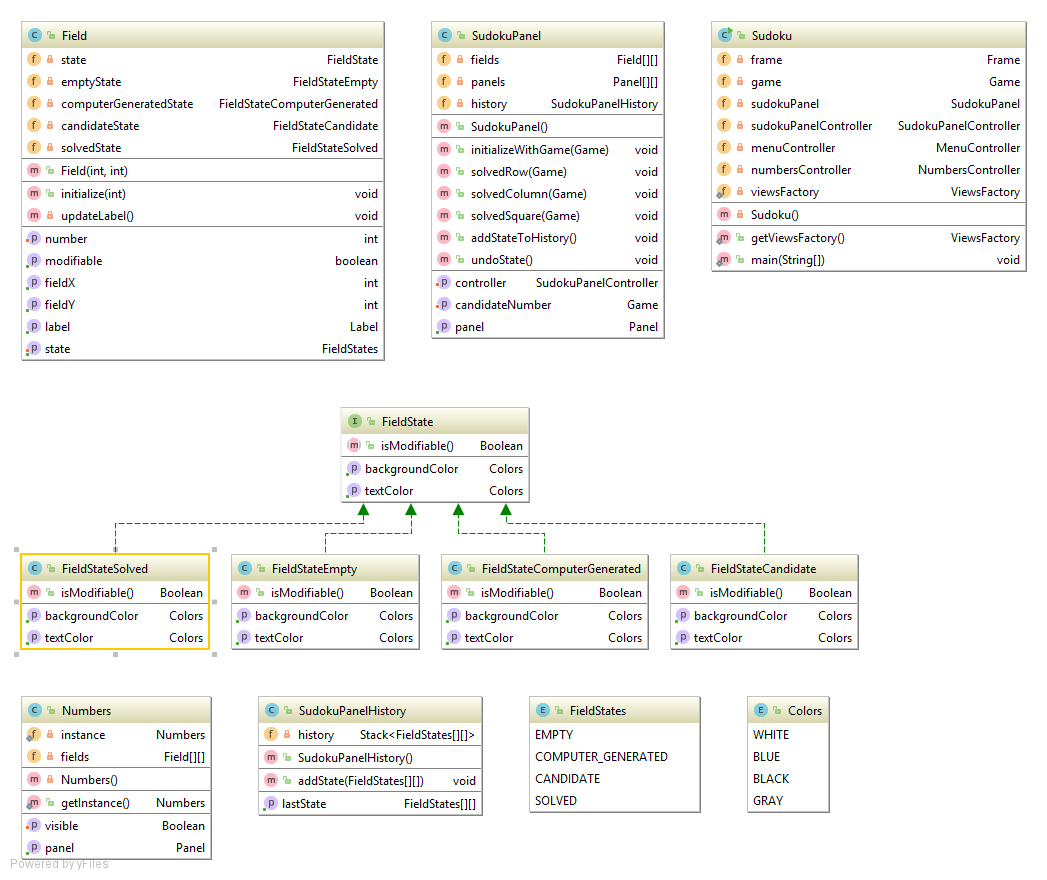 Field
state FieldState
emptyState FieldStateEmpty
computerGeneratedState FieldStateComputerGenerated
candidateState FieldStateCandidate
solvedState FieldStateSolved
Field(int, int)
initialize(int) void
updateLabel() void
number int
modifiable boolean
fieldX int
fieldY int
label Label
state FieldStates
SudokuPanel
fields Field[][]
panels Panel[][]
history SudokuPanelHistory
SudokuPanel()
initializeWithGame(Game) void
solvedRow(Game) void
solvedColumn(Game) void
solvedSquare(Game) void
addStateToHistory() void
undoState() void
controller SudokuPanelController
candidateNumber Game
panel Panel
Sudoku
frame Frame
game Game
sudokuPanel SudokuPanel
sudokuPanelController SudokuPanelController
menuController MenuController
numbersController NumbersController
viewsFactory ViewsFactory
Sudoku()
getViewsFactory() ViewsFactory
main(String[]) void
FieldState
isModifiable() Boolean
backgroundColor Colors
textColor Colors
FieldStateSolved
isModifiable() Boolean
backgroundColor Colors
textColor Colors
FieldStateEmpty
isModifiable() Boolean
backgroundColor Colors
textColor Colors
FieldStateComputerGenerated
isModifiable() Boolean
backgroundColor Colors
textColor Colors
FieldStateCandidate
isModifiable() Boolean
backgroundColor Colors
textColor Colors
Numbers
instance Numbers
fields Field[][]
Numbers()
getInstance() Numbers
visible Boolean
panel Panel
SudokuPanelHistory
history Stack<FieldStates[][]>
SudokuPanelHistory()
addState(FieldStates[][]) void
lastState FieldStates[][]
FieldStates
EMPTY
COMPUTER_GENERATED
CANDIDATE
SOLVED
Colors
WHITE
BLUE
BLACK
GRAY
Powered by yFiles